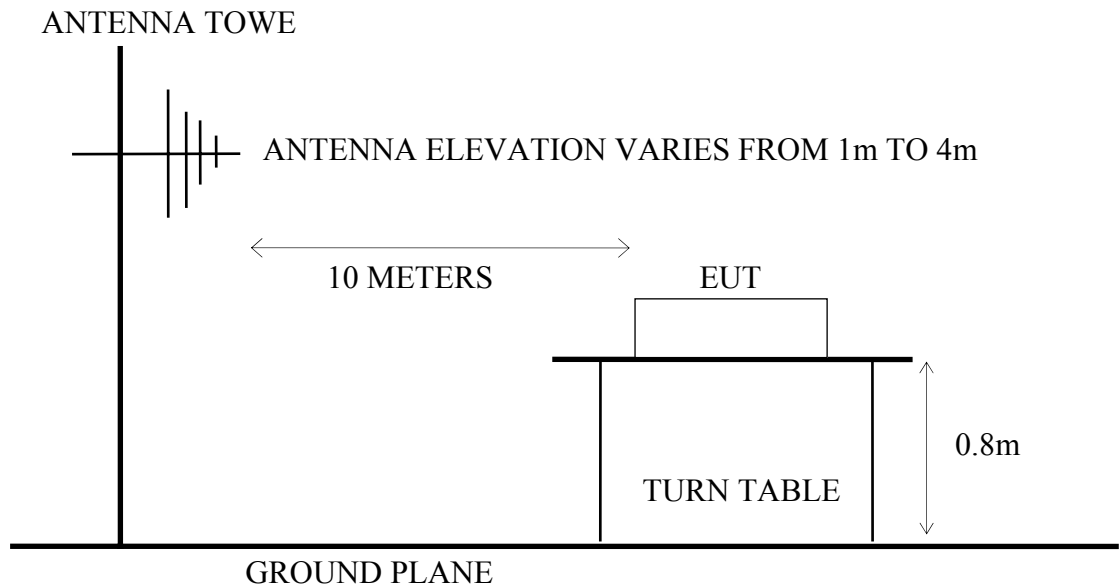 ANTENNA TOWE
ANTENNA ELEVATION VARIES FROM 1m TO 4m
10 METERS
EUT
0.8m
TURN TABLE
GROUND PLANE